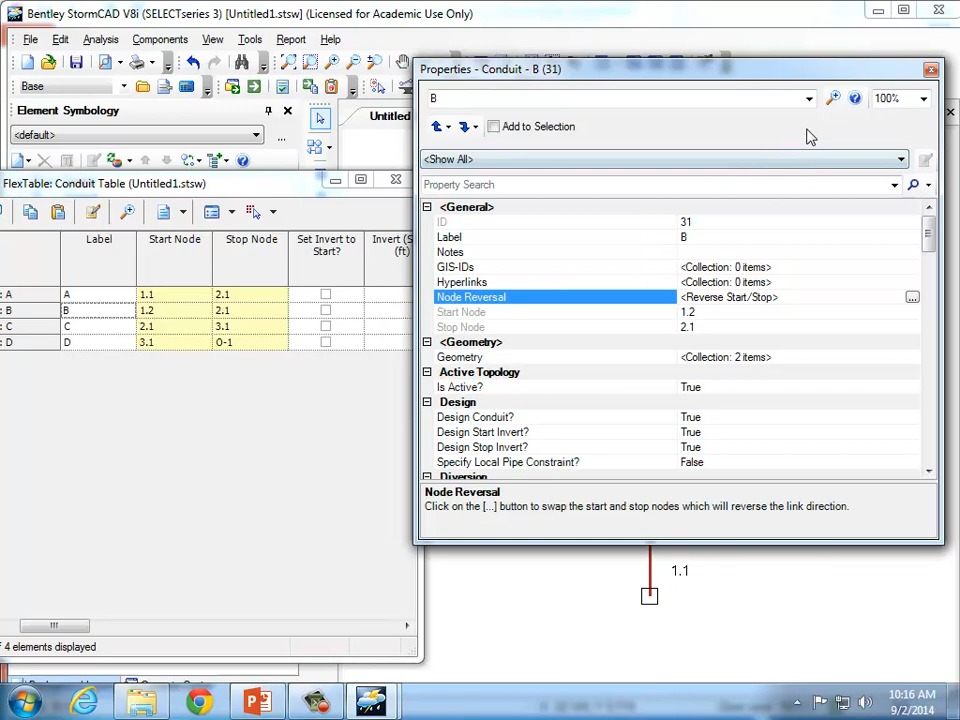 Bentley StormCAD V8i (SELECTseries 3) [Untitled1.stsw] (Licensed for Academic Use Only)
File Edit Analysis Components View Tools Report Help
Base
Element Symbology
<default>
Untitled
FlexTable: Conduit Table (Untitled1.stsw)
Label Start Node Stop Node Set Invert to Start? Invert (S (ft)
: A A 1.1 2.1
: B B 1.2 2.1
: C C 2.1 3.1
: D D 3.1 O-1
f 4 elements displayed
Properties - Conduit - B (31)
B 100%
Add to Selection
<Show All>
Property Search
<General>
ID 31
Label B
Notes
GIS-IDs <Collection: 0 items>
Hyperlinks <Collection: 0 items>
Node Reversal <Reverse Start/Stop> ...
Start Node 1.2
Stop Node 2.1
<Geometry>
Geometry <Collection: 2 items>
Active Topology
Is Active? True
Design
Design Conduit? True
Design Start Invert? True
Design Stop Invert? True
Specify Local Pipe Constraint? False
Diversion
Node Reversal
Click on the [...] button to swap the start and stop nodes which will reverse the link direction.
1.1
10:16 AM
9/2/2014